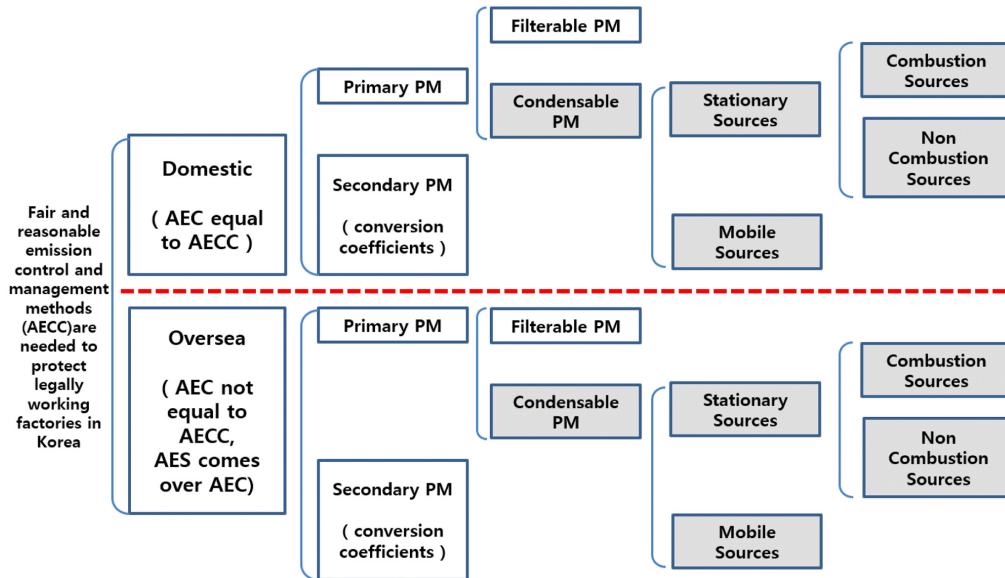 Fair and
reasonable
emission
control and
management
methods
(AECC)are
needed to
protect
legally
working
factories in
Korea
Domestic
( AEC equal
to AECC )
Primary PM
Secondary PM
( conversion
coefficients )
Filterable PM
Condensable
PM
Stationary
Sources
Mobile
Sources
Combustion
Sources
Non
Combustion
Sources
Oversea
( AEC not
equal to
AECC,
AES comes
over AEC)
Primary PM
Secondary PM
( conversion
coefficients )
Filterable PM
Condensable
PM
Stationary
Sources
Mobile
Sources
Combustion
Sources
Non
Combustion
Sources